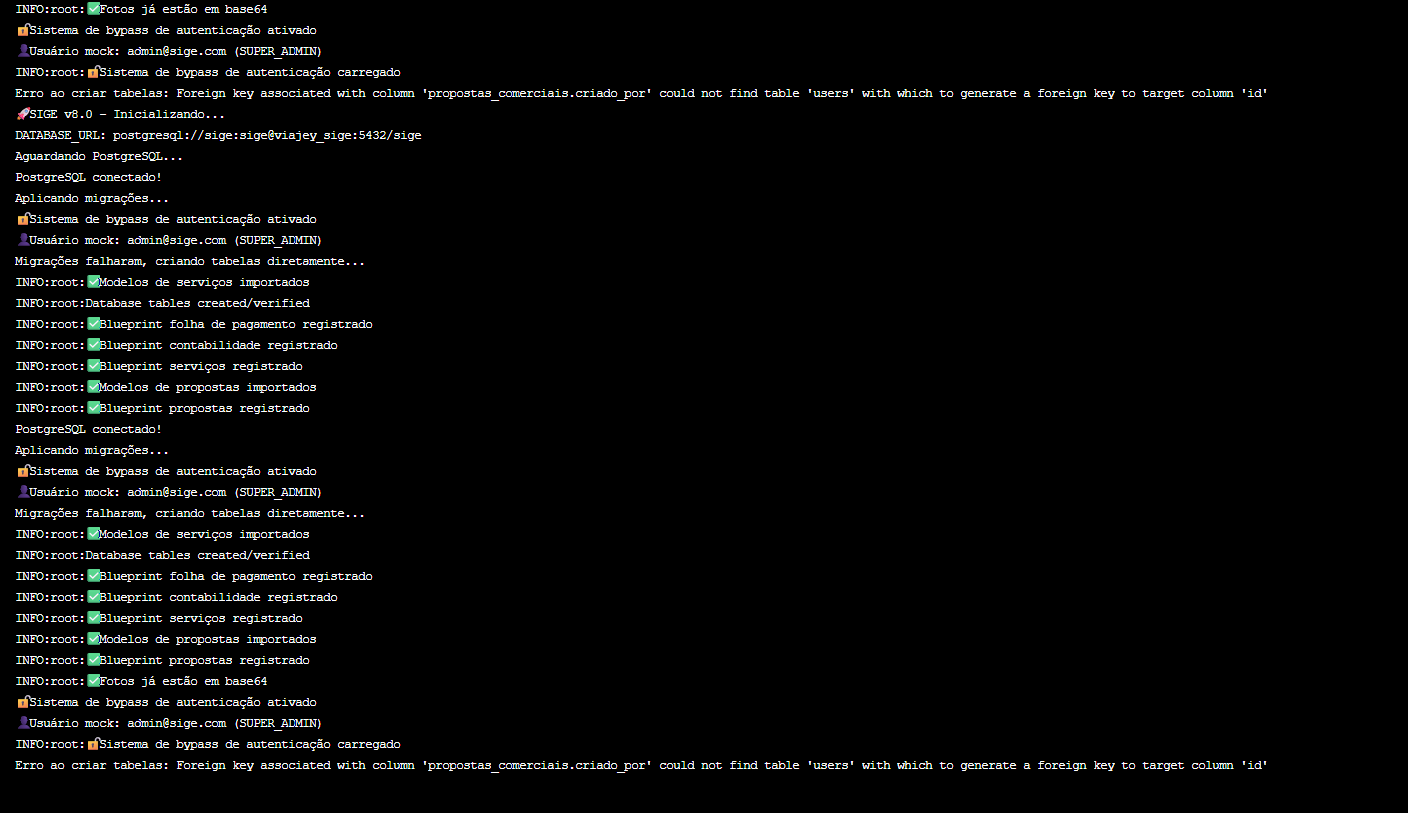 INFO:root:✅Fotos já estão em base64
🔓Sistema de bypass de autenticação ativado
👤Usuário mock: admin@sige.com (SUPER_ADMIN)
INFO:root:🔓Sistema de bypass de autenticação carregado
Erro ao criar tabelas: Foreign key associated with column 'propostas_comerciais.criado_por' could not find table 'users' with which to generate a foreign key to target column 'id'
🚀SIGE v8.0 - Inicializando...
DATABASE_URL: postgresql://sige:sige@viajey_sige:5432/sige
Aguardando PostgreSQL...
PostgreSQL conectado!
Aplicando migrações...
🔓Sistema de bypass de autenticação ativado
👤Usuário mock: admin@sige.com (SUPER_ADMIN)
Migrações falharam, criando tabelas diretamente...
INFO:root:✅Modelos de serviços importados
INFO:root:Database tables created/verified
INFO:root:✅Blueprint folha de pagamento registrado
INFO:root:✅Blueprint contabilidade registrado
INFO:root:✅Blueprint serviços registrado
INFO:root:✅Modelos de propostas importados
INFO:root:✅Blueprint propostas registrado
PostgreSQL conectado!
Aplicando migrações...
🔓Sistema de bypass de autenticação ativado
👤Usuário mock: admin@sige.com (SUPER_ADMIN)
Migrações falharam, criando tabelas diretamente...
INFO:root:✅Modelos de serviços importados
INFO:root:Database tables created/verified
INFO:root:✅Blueprint folha de pagamento registrado
INFO:root:✅Blueprint contabilidade registrado
INFO:root:✅Blueprint serviços registrado
INFO:root:✅Modelos de propostas importados
INFO:root:✅Blueprint propostas registrado
INFO:root:✅Fotos já estão em base64
🔓Sistema de bypass de autenticação ativado
👤Usuário mock: admin@sige.com (SUPER_ADMIN)
INFO:root:🔓Sistema de bypass de autenticação carregado
Erro ao criar tabelas: Foreign key associated with column 'propostas_comerciais.criado_por' could not find table 'users' with which to generate a foreign key to target column 'id'